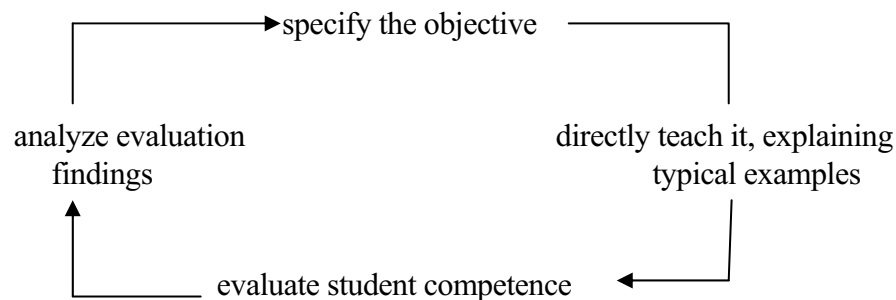 specify the objective
directly teach it, explaining
typical examples
evaluate student competence
analyze evaluation
findings